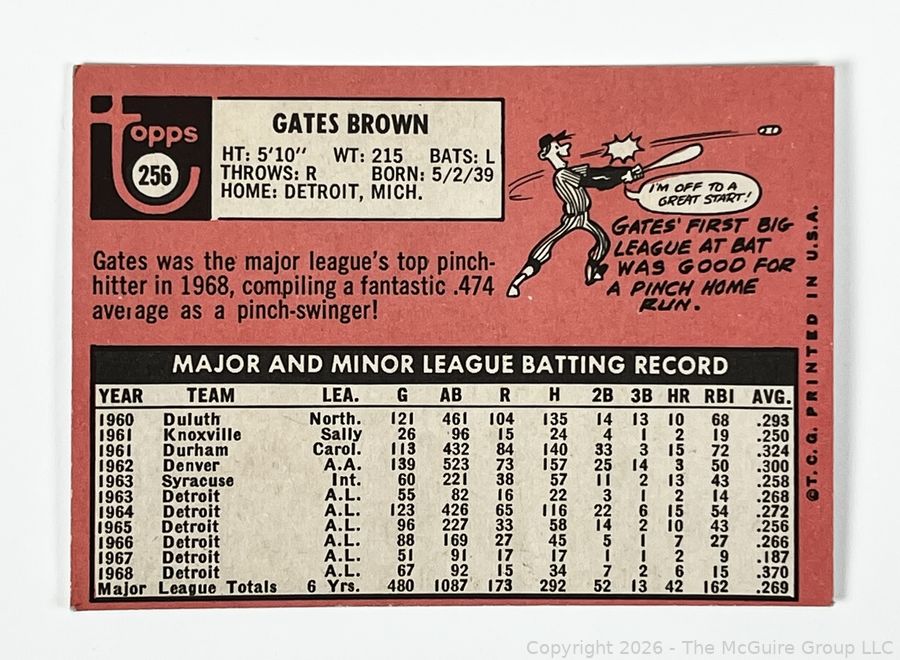 Topps
256
GATES BROWN
HT: 5'10" WT: 215 BATS: L
THROWS: R BORN: 5/2/39
HOME: DETROIT, MICH.
I'M OFF TO A
GREAT START!
GATES' FIRST BIG
LEAGUE AT BAT
WAS GOOD FOR
A PINCH HOME
RUN.
Gates was the major league's top pinch-
hitter in 1968, compiling a fantastic .474
average as a pinch-swinger!
MAJOR AND MINOR LEAGUE BATTING RECORD
YEAR TEAM LEA. G AB R H 2B 3B HR RBI AVG.
1960 Duluth North. 121 461 104 135 14 13 10 68 .293
1961 Knoxville Sally 26 96 15 24 4 1 2 19 .250
1961 Durham Carol. 113 432 84 140 33 3 15 72 .324
1962 Denver A.A. 139 523 73 157 25 14 3 50 .300
1963 Syracuse Int. 60 221 38 57 11 2 13 43 .258
1963 Detroit A.L. 55 82 16 22 3 1 2 14 .268
1964 Detroit A.L. 123 426 65 116 22 6 15 54 .272
1965 Detroit A.L. 96 227 33 58 14 2 10 43 .256
1966 Detroit A.L. 88 169 27 45 5 1 7 27 .266
1967 Detroit A.L. 51 91 17 17 1 1 2 9 .187
1968 Detroit A.L. 67 92 15 34 7 2 6 15 .370
Major League Totals 6 Yrs. 480 1087 173 292 52 13 42 162 .269
©T.C.G. PRINTED IN U.S.A.
Copyright 2026 - The McGuire Group LLC